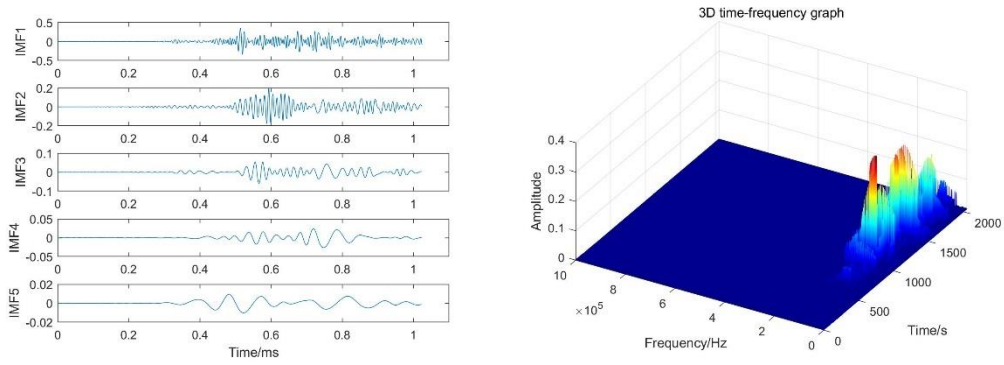 0.5
IMF1
0
-0.5
0 0.2 0.4 0.6 0.8 1
0.2
IMF2
0
-0.2
0 0.2 0.4 0.6 0.8 1
0.1
IMF3
0
-0.1
0 0.2 0.4 0.6 0.8 1
0.05
IMF4
0
-0.05
0 0.2 0.4 0.6 0.8 1
0.02
IMF5
0
-0.02
0 0.2 0.4 0.6 0.8 1
Time/ms
3D time-frequency graph
0.4
0.3
0.2
0.1
0
Amplitude
10
8
6
4
2
0
×10⁵
Frequency/Hz
0
500
1000
1500
2000
Time/s